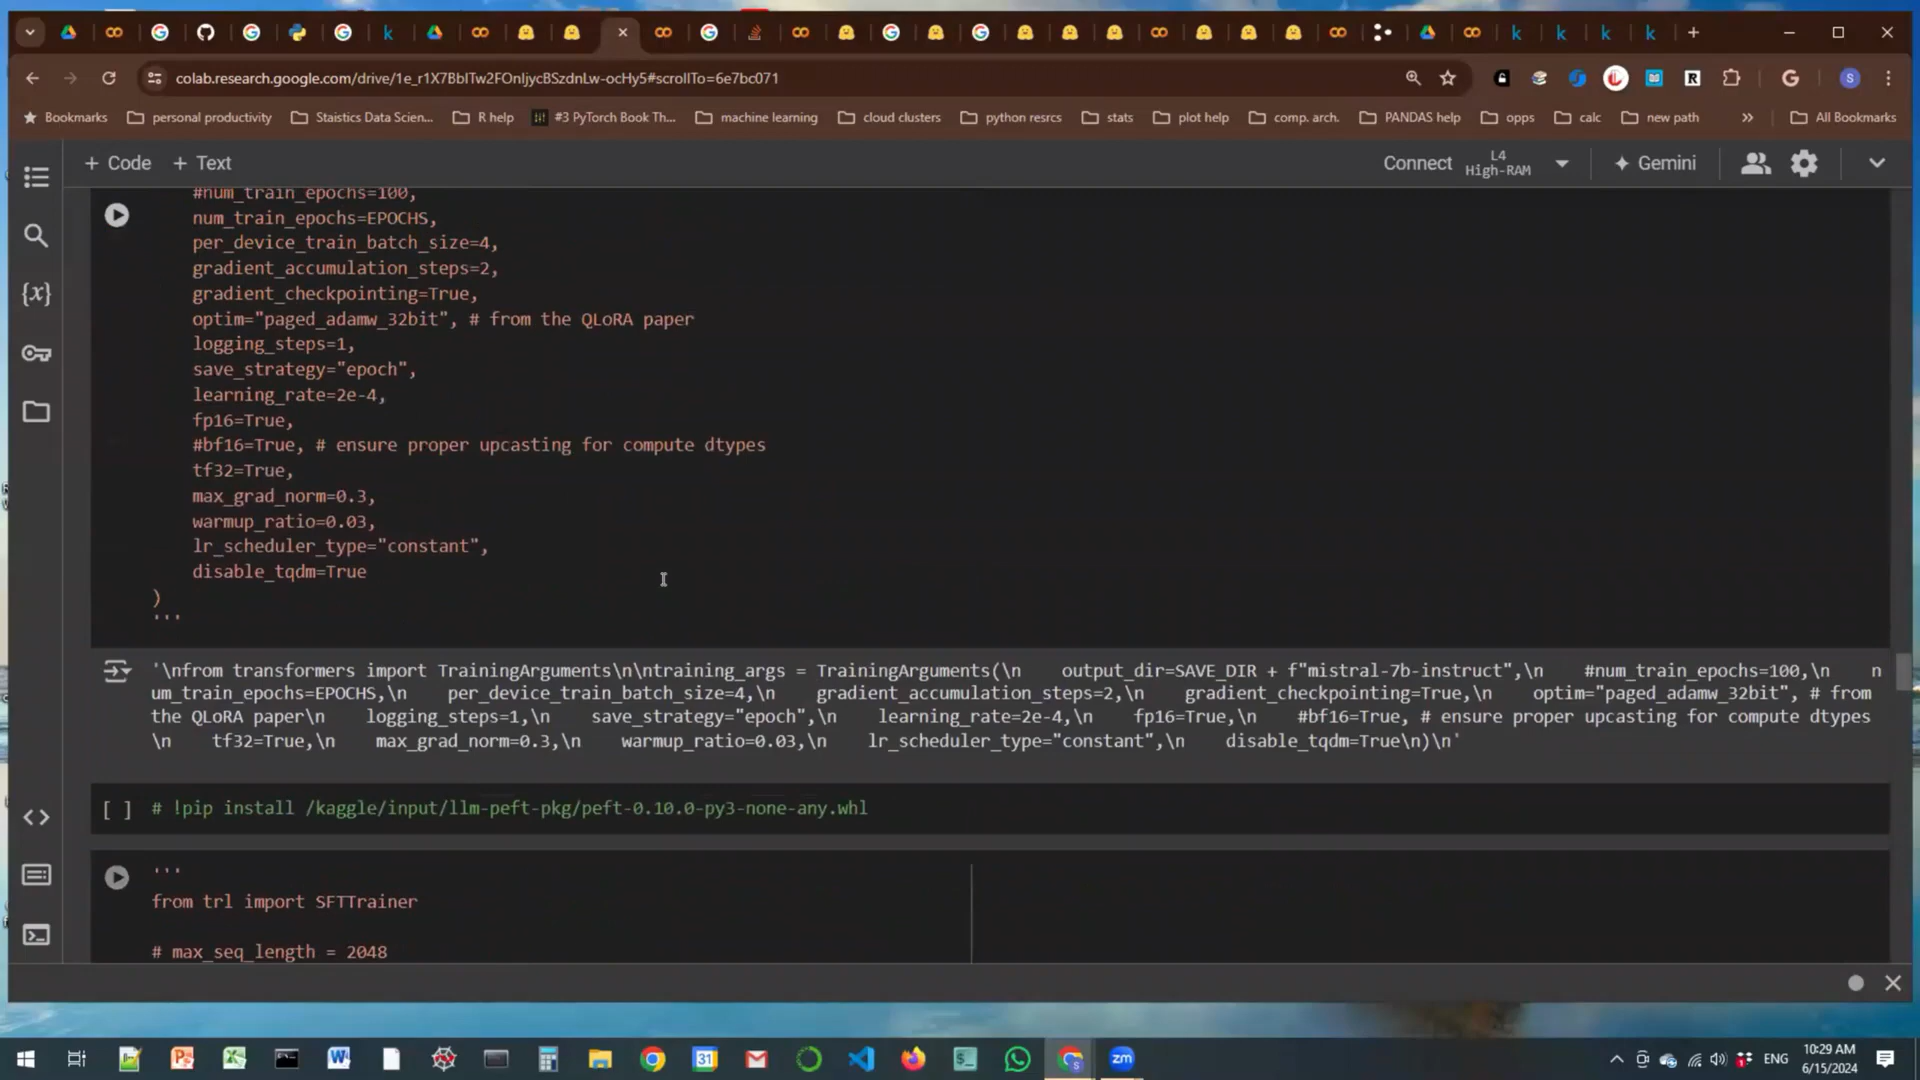 colab.research.google.com/drive/1e_r1X7BbITw2FOnIjycBSzdnLw-ocHy5#scrollTo=6e7bc071
Bookmarks personal productivity Staistics Data Scien... R help #3 PyTorch Book Th... machine learning cloud clusters python resrcs stats plot help comp. arch. PANDAS help opps calc new path » All Bookmarks
+ Code + Text Connect L4 High-RAM Gemini
#num_train_epochs=100,
num_train_epochs=EPOCHS,
per_device_train_batch_size=4,
gradient_accumulation_steps=2,
gradient_checkpointing=True,
optim="paged_adamw_32bit", # from the QLoRA paper
logging_steps=1,
save_strategy="epoch",
learning_rate=2e-4,
fp16=True,
#bf16=True, # ensure proper upcasting for compute dtypes
tf32=True,
max_grad_norm=0.3,
warmup_ratio=0.03,
lr_scheduler_type="constant",
disable_tqdm=True
)
'''
'\nfrom transformers import TrainingArguments\n\ntraining_args = TrainingArguments(\n    output_dir=SAVE_DIR + f"mistral-7b-instruct",\n    #num_train_epochs=100,\n    n
um_train_epochs=EPOCHS,\n    per_device_train_batch_size=4,\n    gradient_accumulation_steps=2,\n    gradient_checkpointing=True,\n    optim="paged_adamw_32bit", # from
the QLoRA paper\n    logging_steps=1,\n    save_strategy="epoch",\n    learning_rate=2e-4,\n    fp16=True,\n    #bf16=True, # ensure proper upcasting for compute dtypes
\n    tf32=True,\n    max_grad_norm=0.3,\n    warmup_ratio=0.03,\n    lr_scheduler_type="constant",\n    disable_tqdm=True\n)\n'
[ ] # !pip install /kaggle/input/llm-peft-pkg/peft-0.10.0-py3-none-any.whl
'''
from trl import SFTTrainer
# max_seq_length = 2048
ENG 10:29 AM
6/15/2024